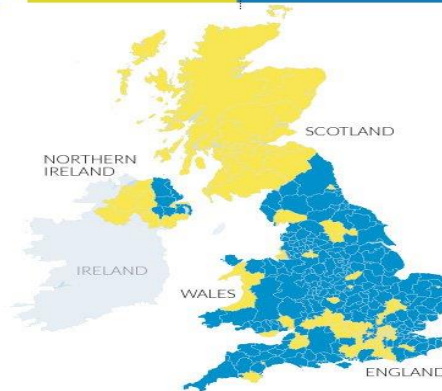 SCOTLAND
NORTHERN
IRELAND
IRELAND
WALES
ENGLAND